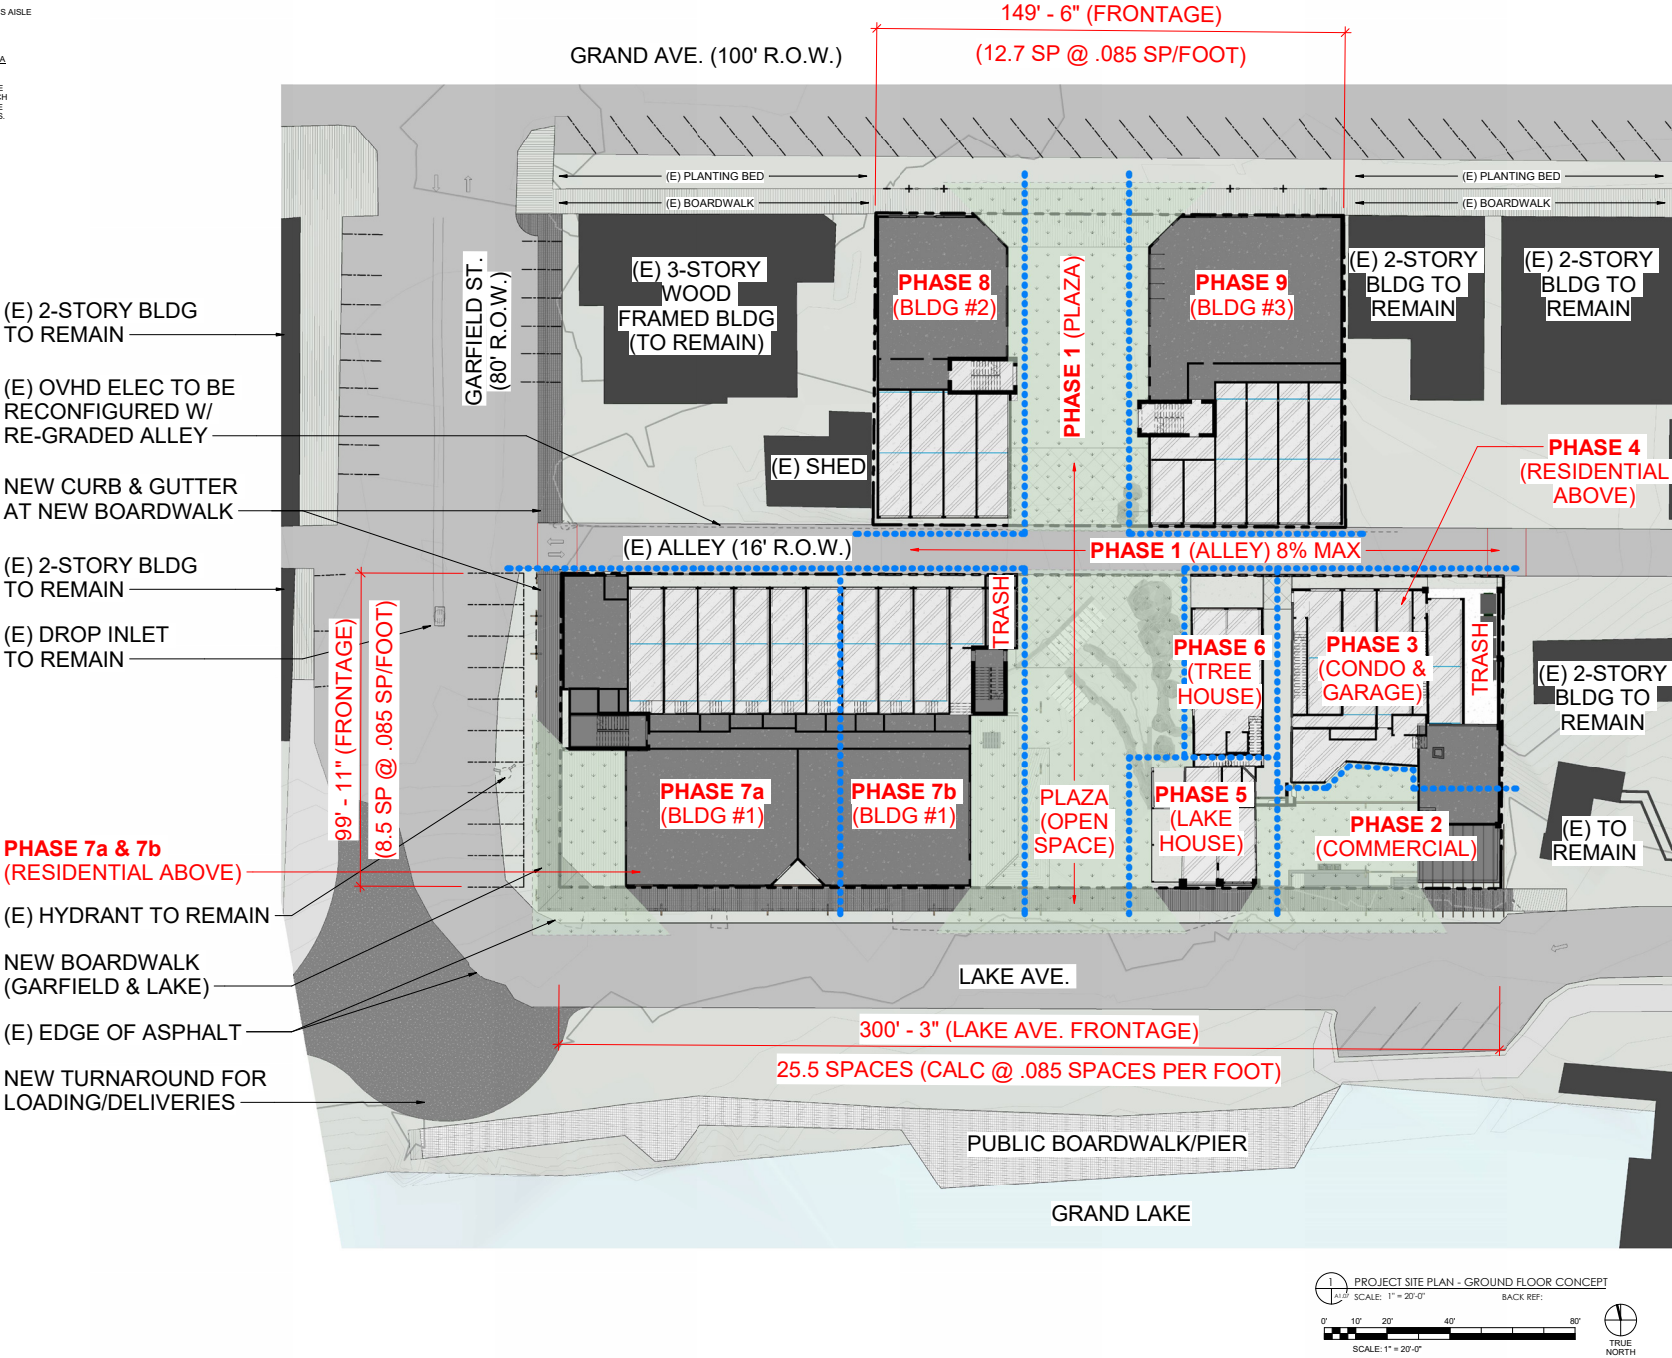 S AISLE
A
E
CH
E
S.
149' - 6" (FRONTAGE)
GRAND AVE. (100' R.O.W.)
(12.7 SP @ .085 SP/FOOT)
(E) PLANTING BED
(E) PLANTING BED
(E) BOARDWALK
(E) BOARDWALK
GARFIELD ST.
(80' R.O.W.)
(E) 3-STORY
WOOD
FRAMED BLDG
(TO REMAIN)
PHASE 8
(BLDG #2)
PHASE 1 (PLAZA)
PHASE 9
(BLDG #3)
(E) 2-STORY
BLDG TO
REMAIN
(E) 2-STORY
BLDG TO
REMAIN
(E) 2-STORY BLDG
TO REMAIN
(E) OVHD ELEC TO BE
RECONFIGURED W/
RE-GRADED ALLEY
(E) SHED
PHASE 4
(RESIDENTIAL
ABOVE)
NEW CURB & GUTTER
AT NEW BOARDWALK
(E) ALLEY (16' R.O.W.)
PHASE 1 (ALLEY) 8% MAX
(E) 2-STORY BLDG
TO REMAIN
(E) DROP INLET
TO REMAIN
99' - 11" (FRONTAGE)
(8.5 SP @ .085 SP/FOOT)
TRASH
PHASE 6
(TREE
HOUSE)
PHASE 3
(CONDO &
GARAGE)
TRASH
(E) 2-STORY
BLDG TO
REMAIN
PHASE 7a
(BLDG #1)
PHASE 7b
(BLDG #1)
PLAZA
(OPEN
SPACE)
PHASE 5
(LAKE
HOUSE)
PHASE 2
(COMMERCIAL)
(E) TO
REMAIN
PHASE 7a & 7b
(RESIDENTIAL ABOVE)
(E) HYDRANT TO REMAIN
NEW BOARDWALK
(GARFIELD & LAKE)
(E) EDGE OF ASPHALT
NEW TURNAROUND FOR
LOADING/DELIVERIES
LAKE AVE.
300' - 3" (LAKE AVE. FRONTAGE)
25.5 SPACES (CALC @ .085 SPACES PER FOOT)
PUBLIC BOARDWALK/PIER
GRAND LAKE
1
A1.07
PROJECT SITE PLAN - GROUND FLOOR CONCEPT
SCALE: 1" = 20'-0" BACK REF:
0' 10' 20' 40' 80'
SCALE: 1" = 20'-0"
TRUE
NORTH